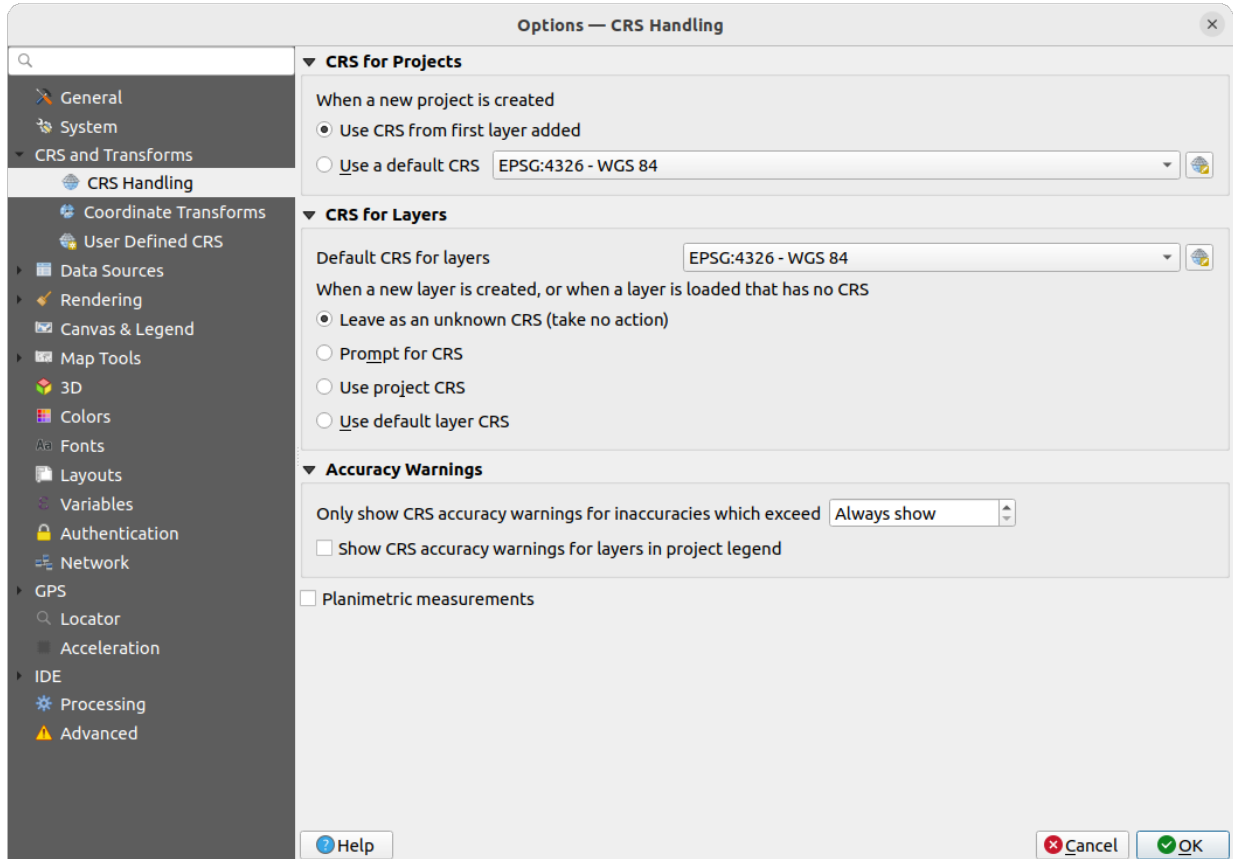 Options — CRS Handling
General
System
CRS and Transforms
CRS Handling
Coordinate Transforms
User Defined CRS
Data Sources
Rendering
Canvas & Legend
Map Tools
3D
Colors
Aa Fonts
Layouts
ε Variables
Authentication
Network
GPS
Locator
Acceleration
IDE
Processing
Advanced
CRS for Projects
When a new project is created
Use CRS from first layer added
Use a default CRS EPSG:4326 - WGS 84
CRS for Layers
Default CRS for layers EPSG:4326 - WGS 84
When a new layer is created, or when a layer is loaded that has no CRS
Leave as an unknown CRS (take no action)
Prompt for CRS
Use project CRS
Use default layer CRS
Accuracy Warnings
Only show CRS accuracy warnings for inaccuracies which exceed Always show
Show CRS accuracy warnings for layers in project legend
Planimetric measurements
? Help Cancel OK